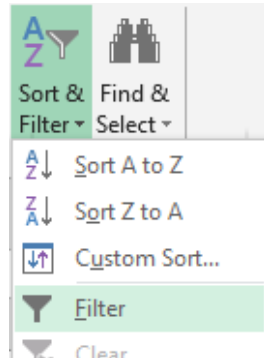 Sort & Find &
Filter Select
Sort A to Z
Sort Z to A
Custom Sort...
Filter
Clear